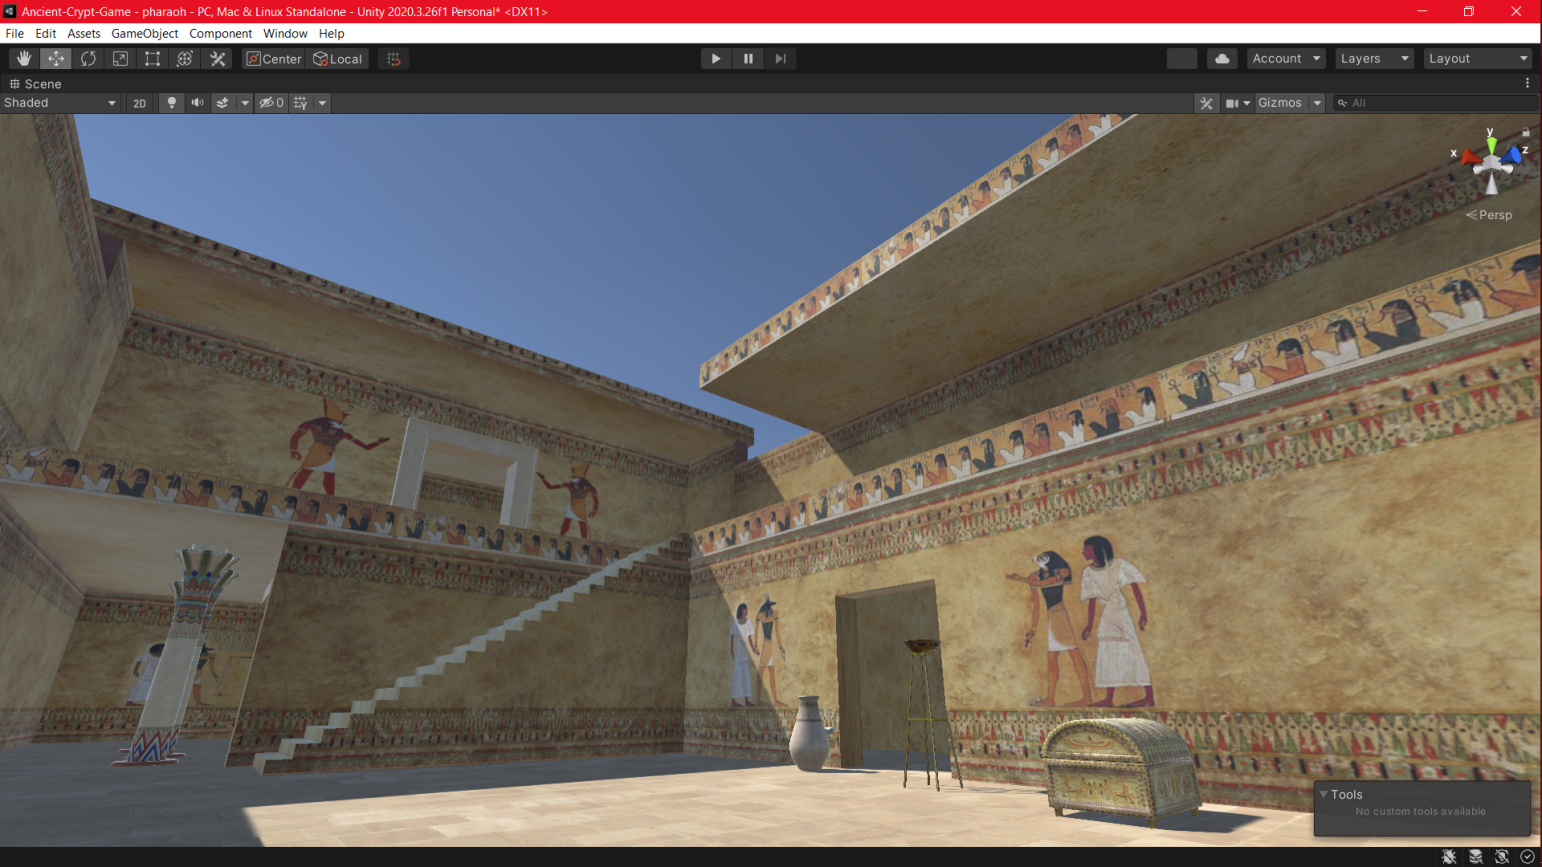 Ancient-Crypt-Game - pharaoh - PC, Mac & Linux Standalone - Unity 2020.3.26f1 Personal* <DX11>
File Edit Assets GameObject Component Window Help
Center Local Account Layers Layout
Scene
Shaded 2D 0 Gizmos All
y
x z
Persp
Tools
No custom tools available